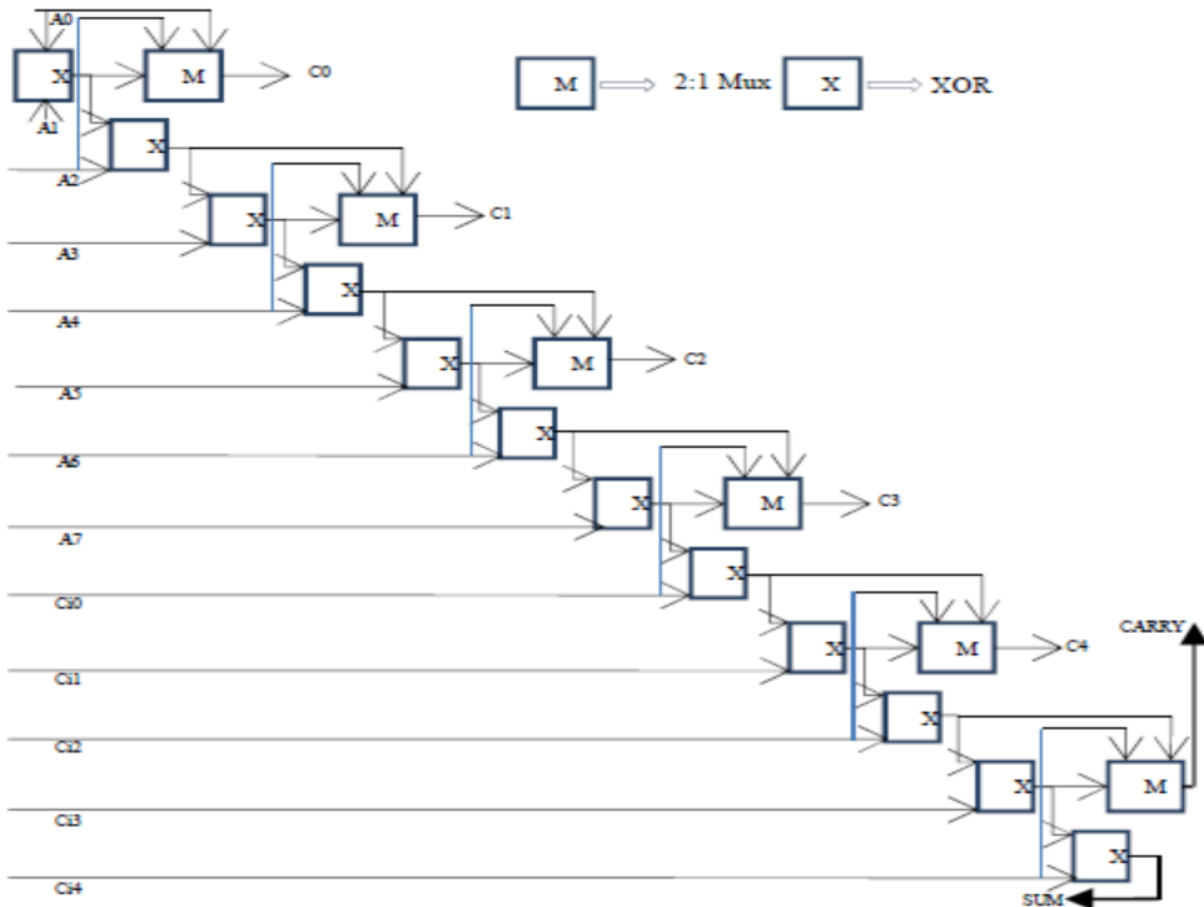 A0
X M C0
M 2:1 Mux X XOR
A1
X
A2
X M C1
A3
X
A4
X M C2
A5
X
A6
X M C3
A7
X
Ci0
X M C4
CARRY
Ci1
X
Ci2
X M
Ci3
X
Ci4
SUM